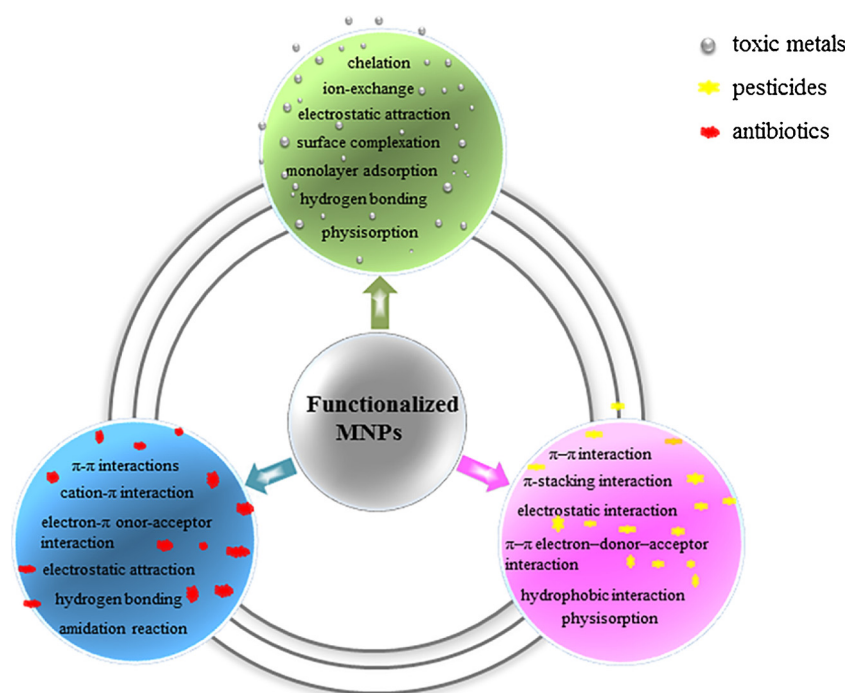 toxic metals
pesticides
antibiotics
chelation
ion-exchange
electrostatic attraction
surface complexation
monolayer adsorption
hydrogen bonding
physisorption
Functionalized
MNPs
π-π interactions
cation-π interaction
electron-π onor-acceptor
interaction
electrostatic attraction
hydrogen bonding
amidation reaction
π–π interaction
π-stacking interaction
electrostatic interaction
π–π electron–donor–acceptor
interaction
hydrophobic interaction
physisorption